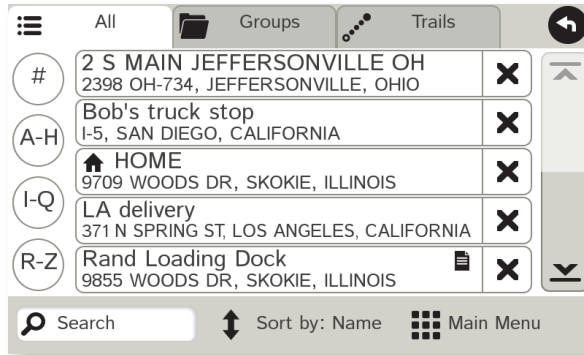 All
Groups
Trails
#
2 S MAIN JEFFERSONVILLE OH
2398 OH-734, JEFFERSONVILLE, OHIO
A-H
Bob's truck stop
I-5, SAN DIEGO, CALIFORNIA
HOME
9709 WOODS DR, SKOKIE, ILLINOIS
I-Q
LA delivery
371 N SPRING ST, LOS ANGELES, CALIFORNIA
R-Z
Rand Loading Dock
9855 WOODS DR, SKOKIE, ILLINOIS
Search
Sort by: Name
Main Menu